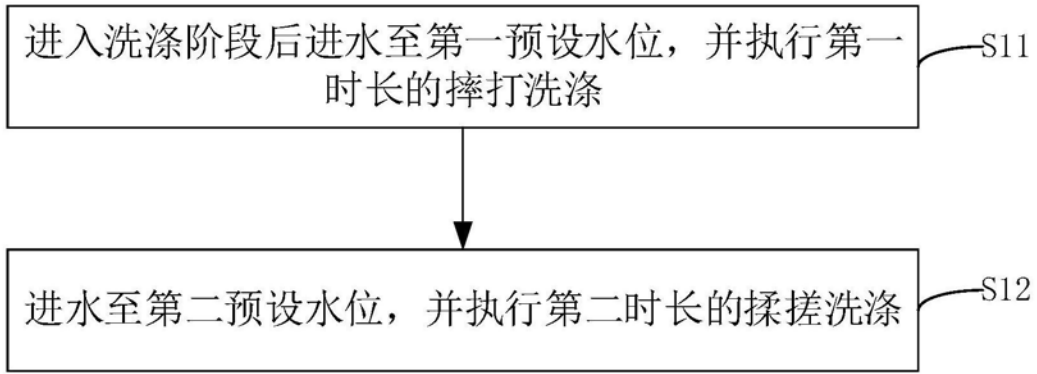 进入洗涤阶段后进水至第一预设水位，并执行第一
时长的摔打洗涤
S11
进水至第二预设水位，并执行第二时长的揉搓洗涤
S12